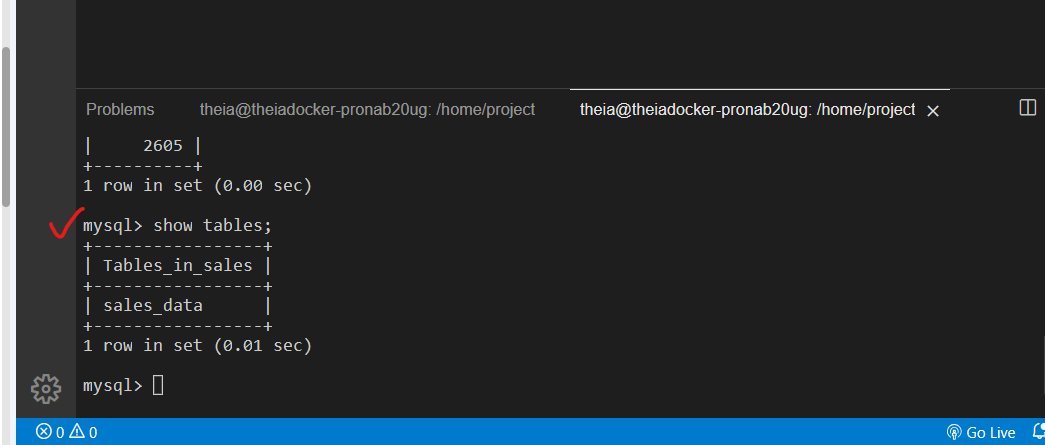 Problems theia@theiadocker-pronab20ug: /home/project theia@theiadocker-pronab20ug: /home/project ×
|     2605 |
+----------+
1 row in set (0.00 sec)
mysql> show tables;
+-----------------+
| Tables_in_sales |
+-----------------+
| sales_data      |
+-----------------+
1 row in set (0.01 sec)
mysql>
0 0 Go Live